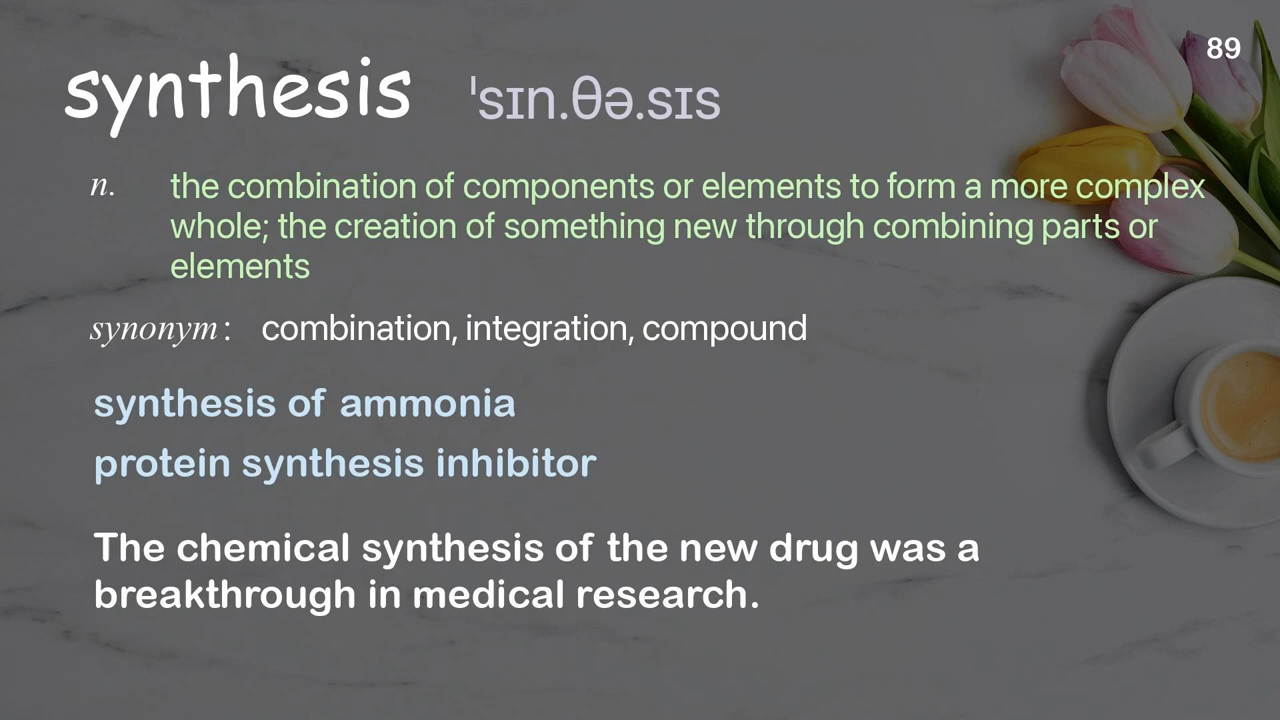 89
synthesis ˈsɪn.θə.sɪs
n. the combination of components or elements to form a more complex
whole; the creation of something new through combining parts or
elements
synonym: combination, integration, compound
synthesis of ammonia
protein synthesis inhibitor
The chemical synthesis of the new drug was a
breakthrough in medical research.